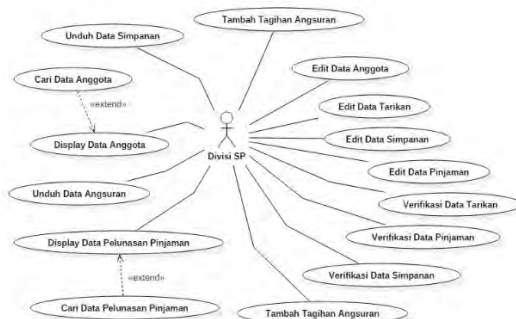 Tambah Tagihan Angsuran
Unduh Data Simpanan
Edit Data Anggota
Cari Data Anggota
«extend»
Edit Data Tarikan
Display Data Anggota
Edit Data Simpanan
Divisi SP
Edit Data Pinjaman
Unduh Data Angsuran
Verifikasi Data Tarikan
Display Data Pelunasan Pinjaman
Verifikasi Data Pinjaman
«extend»
Verifikasi Data Simpanan
Cari Data Pelunasan Pinjaman
Tambah Tagihan Angsuran